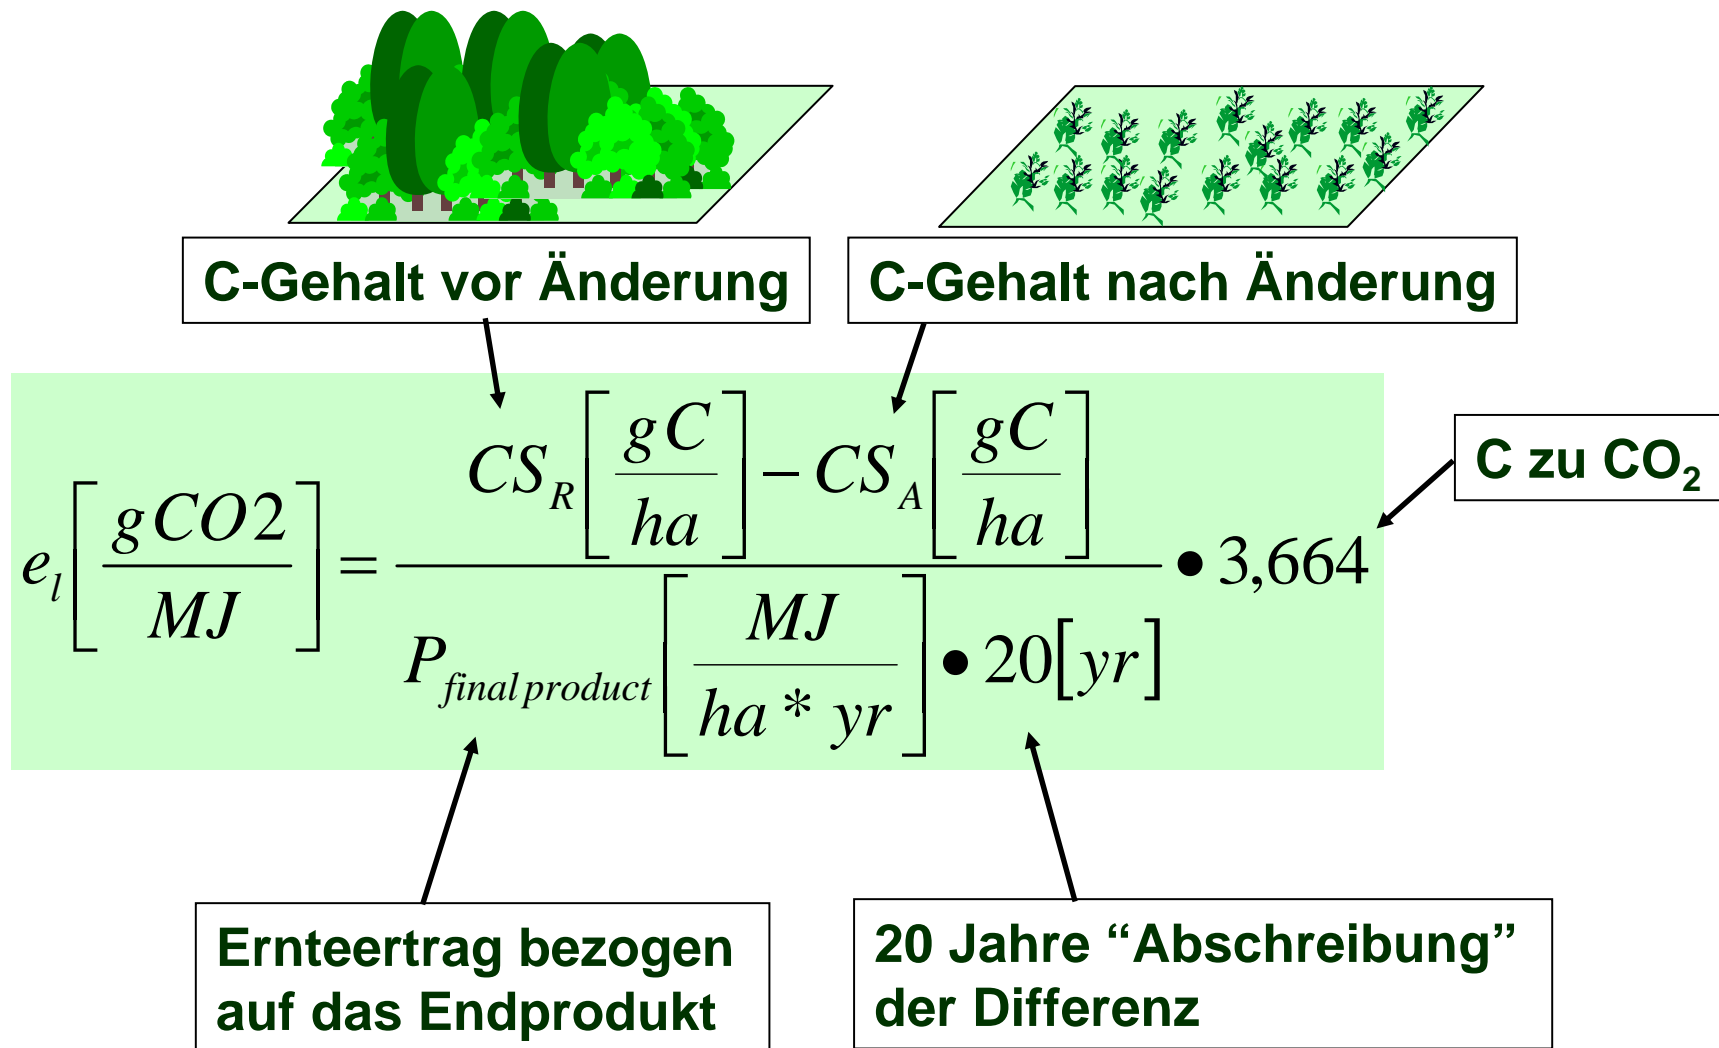 C-Gehalt vor Änderung
C-Gehalt nach Änderung
e_l[gCO2/MJ] = (CS_R[gC/ha] − CS_A[gC/ha]) / (P_final product[MJ/(ha * yr)] • 20[yr]) • 3,664
C zu CO₂
Ernteertrag bezogen
auf das Endprodukt
20 Jahre “Abschreibung”
der Differenz